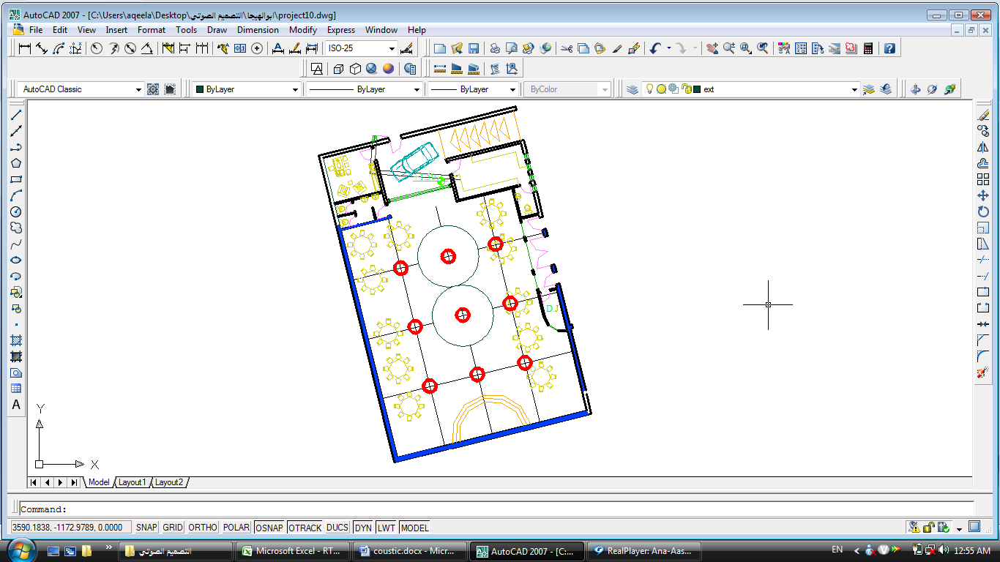 AutoCAD 2007 - [C:\Users\aqeela\Desktop\ابوالهيجا\التصميم الصوتي\project10.dwg]
File Edit View Insert Format Tools Draw Dimension Modify Express Window Help
ISO-25
AutoCAD Classic ByLayer ByLayer ByLayer ByColor ext
D.J
Y
X
A
Model Layout1 Layout2
Command:
3590.1838, -1172.9789, 0.0000 SNAP GRID ORTHO POLAR OSNAP OTRACK DUCS DYN LWT MODEL
التصميم الصوتي Microsoft Excel - RT... coustic.docx - Micr... AutoCAD 2007 - [C:... RealPlayer: Ana-Aas... EN 12:55 AM